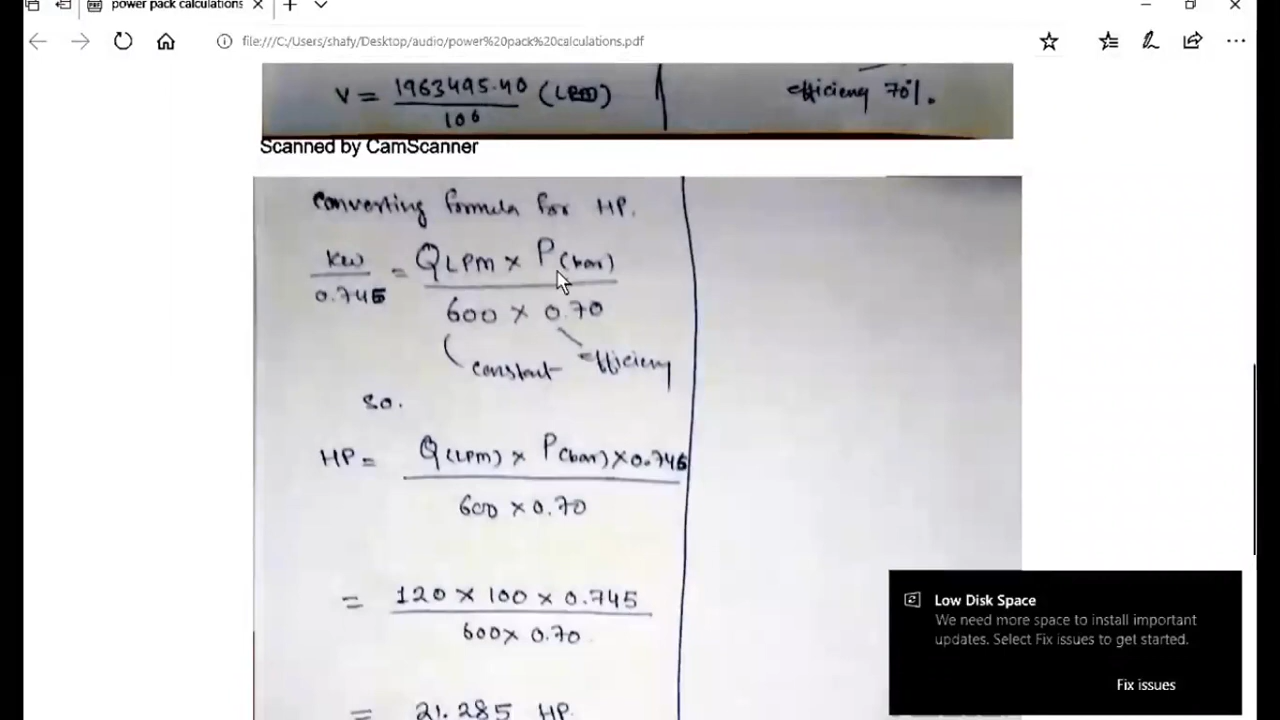 power pack calculations
file:///C:/Users/shafy/Desktop/audio/power%20pack%20calculations.pdf
V = 1963495.40 / 10⁶
efficieny 70%.
Scanned by CamScanner
Converting formula for HP.
Kw / 0.745 = QLPM × P(bar) / 600 × 0.70
constant efficieny
so.
HP = Q(LPM) × P(bar) × 0.746 / 600 × 0.70
= 120 × 100 × 0.745 / 600 × 0.70
= 21.285 HP.
Low Disk Space
We need more space to install important
updates. Select Fix issues to get started.
Fix issues